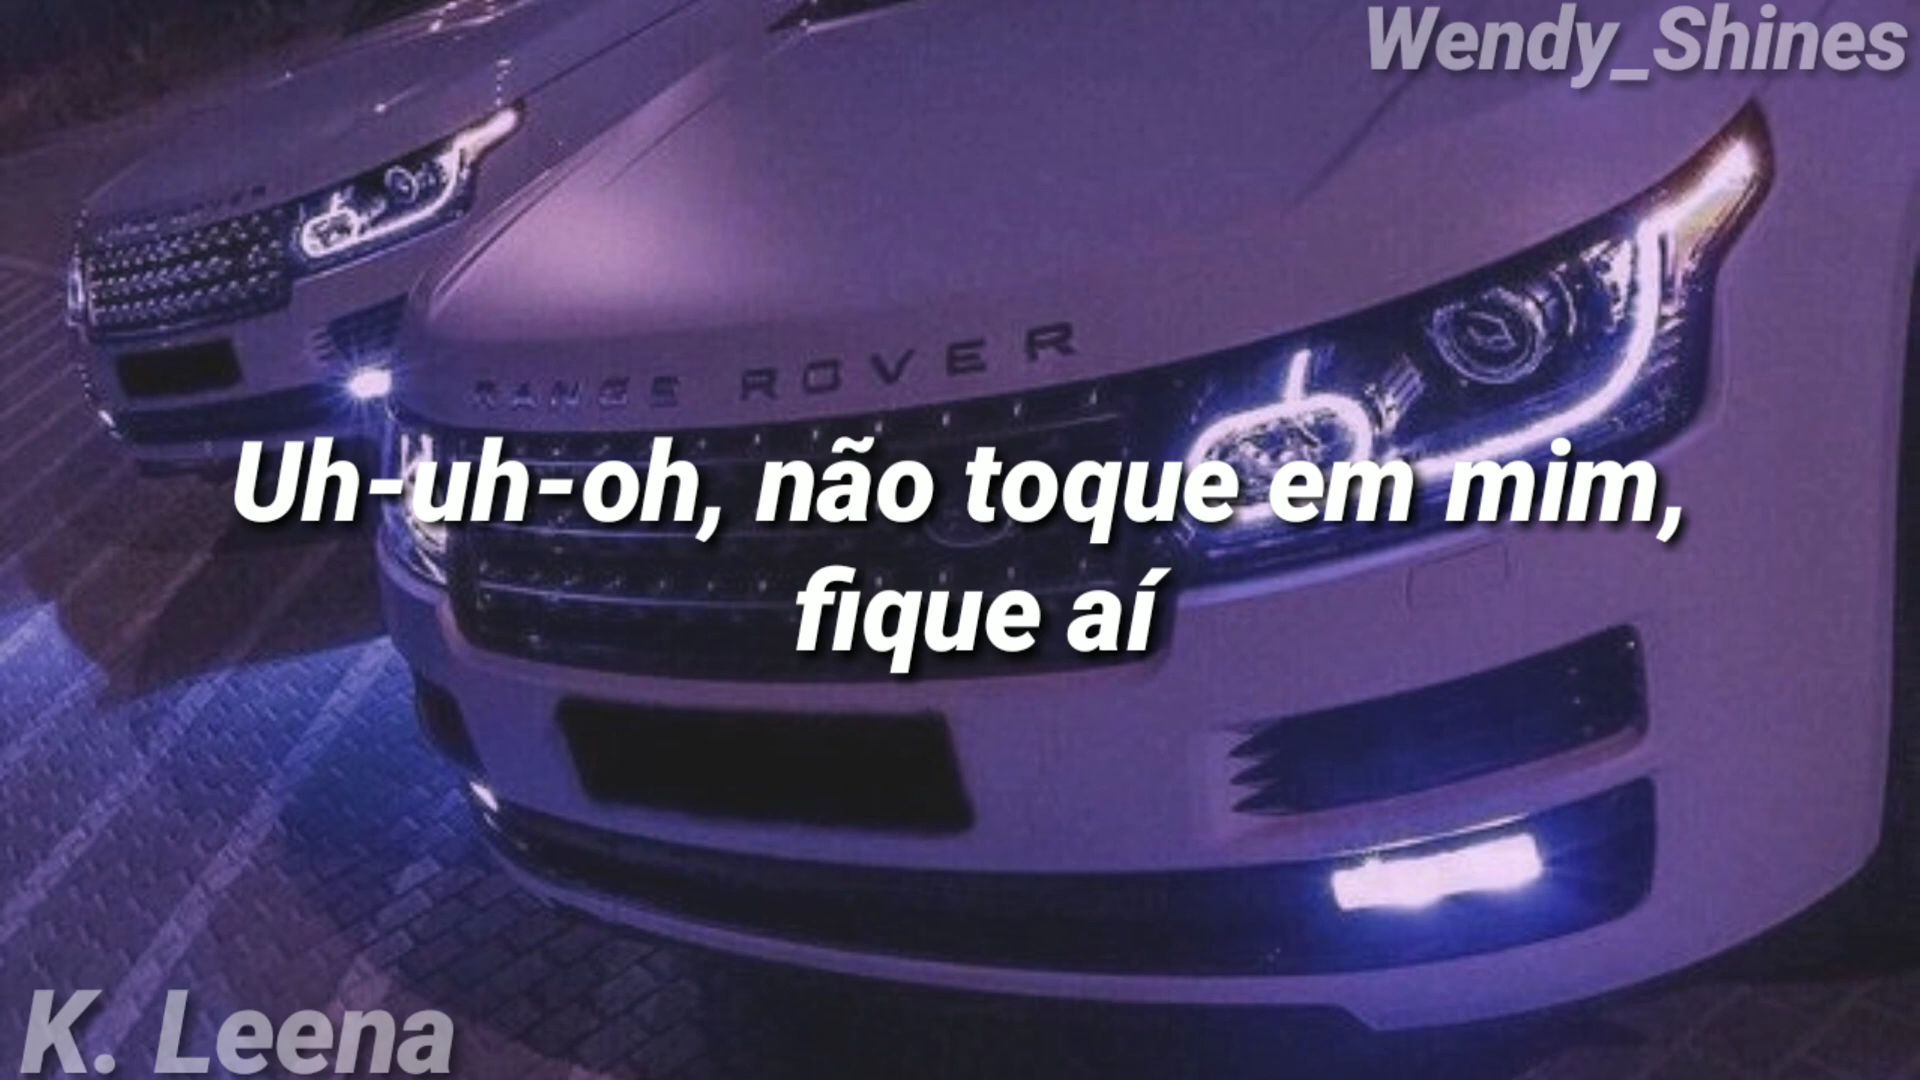 Wendy_Shines
RANGE ROVER
Uh-uh-oh, não toque em mim,
fique aí
K. Leena